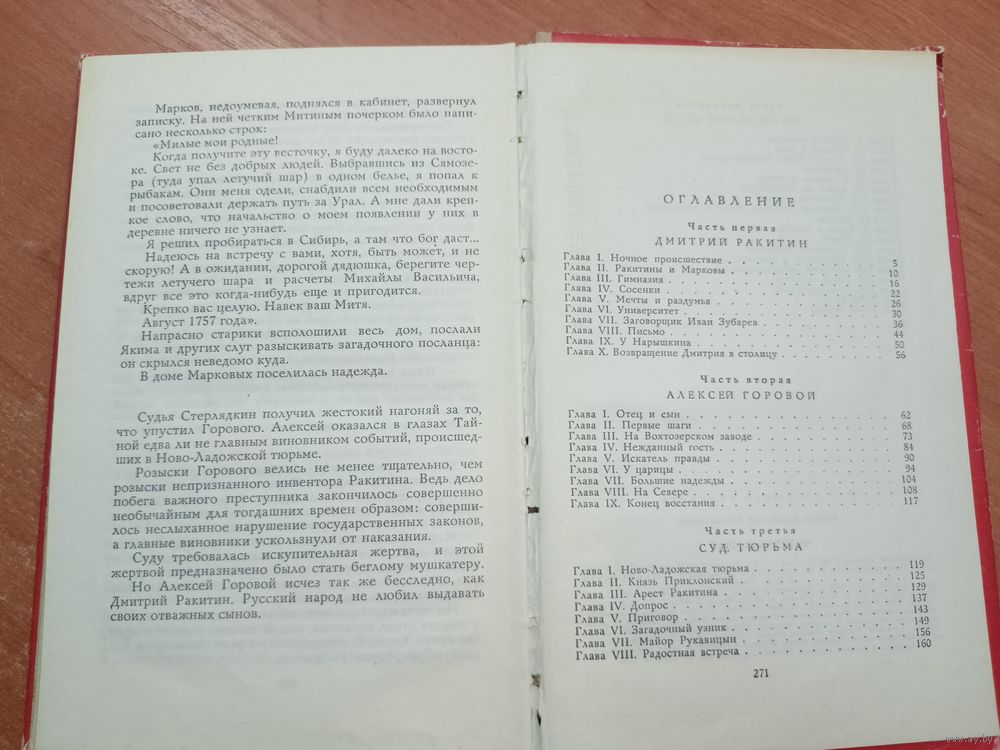 Марков, недоумевая, поднялся в кабинет, развернул
записку. На ней четким Митиным почерком было напи-
сано несколько строк:
«Милые мои родные!
Когда получите эту весточку, я буду далеко на восто-
ке. Свет не без добрых людей. Выбравшись из Сямозе-
ра (туда упал летучий шар) в одном белье, я попал к
рыбакам. Они меня одели, снабдили всем необходимым
и посоветовали держать путь за Урал. А мне дали креп-
кое слово, что начальство о моем появлении у них в
деревне ничего не узнает.
Я решил пробираться в Сибирь, а там что бог даст...
Надеюсь на встречу с вами, хотя, быть может, и не
скорую! А в ожидании, дорогой дядюшка, берегите чер-
тежи летучего шара и расчеты Михайлы Васильича,
вдруг все это когда-нибудь еще и пригодится.
Крепко вас целую. Навек ваш Митя.
Август 1757 года».
Напрасно старики всполошили весь дом, послали
Якима и других слуг разыскивать загадочного посланца:
он скрылся неведомо куда.
В доме Марковых поселилась надежда.
Судья Стерлядкин получил жестокий нагоняй за то,
что упустил Горового. Алексей оказался в глазах Тай-
ной едва ли не главным виновником событий, происшед-
ших в Ново-Ладожской тюрьме.
Розыски Горового велись не менее тщательно, чем
розыски непризнанного инвентора Ракитина. Ведь дело
побега важного преступника закончилось совершенно
необычайным для тогдашних времен образом: соверши-
лось неслыханное нарушение государственных законов,
а главные виновники ускользнули от наказания.
Суду требовалась искупительная жертва, и этой
жертвой предназначено было стать беглому мушкатеру.
Но Алексей Горовой исчез так же бесследно, как
Дмитрий Ракитин. Русский народ не любил выдавать
своих отважных сынов.
ОГЛАВЛЕНИЕ
Часть первая
ДМИТРИЙ РАКИТИН
Глава I. Ночное происшествие . . . . . . . . . . 5
Глава II. Ракитины и Марковы . . . . . . . . . . 10
Глава III. Гимназия . . . . . . . . . . 16
Глава IV. Сосенки . . . . . . . . . . 22
Глава V. Мечты и раздумья . . . . . . . . . . 26
Глава VI. Университет . . . . . . . . . . 30
Глава VII. Заговорщик Иван Зубарев . . . . . . . . . . 36
Глава VIII. Письмо . . . . . . . . . . 44
Глава IX. У Нарышкина . . . . . . . . . . 50
Глава X. Возвращение Дмитрия в столицу . . . . . . . . 56
Часть вторая
АЛЕКСЕЙ ГОРОВОЙ
Глава I. Отец и сын . . . . . . . . . . 62
Глава II. Первые шаги . . . . . . . . . . 68
Глава III. На Вохтозерском заводе . . . . . . . . . . 73
Глава IV. Нежданный гость . . . . . . . . . . 84
Глава V. Искатель правды . . . . . . . . . . 90
Глава VI. У царицы . . . . . . . . . . 94
Глава VII. Большие надежды . . . . . . . . . . 104
Глава VIII. На Севере . . . . . . . . . . 108
Глава IX. Конец восстания . . . . . . . . . . 117
Часть третья
СУД. ТЮРЬМА
Глава I. Ново-Ладожская тюрьма . . . . . . . . . . 119
Глава II. Князь Приклонский . . . . . . . . . . 125
Глава III. Арест Ракитина . . . . . . . . . . 129
Глава IV. Допрос . . . . . . . . . . 137
Глава V. Приговор . . . . . . . . . . 143
Глава VI. Загадочный узник . . . . . . . . . . 149
Глава VII. Майор Рукавицын . . . . . . . . . . 156
Глава VIII. Радостная встреча . . . . . . . . . . 160
271
www.ay.by